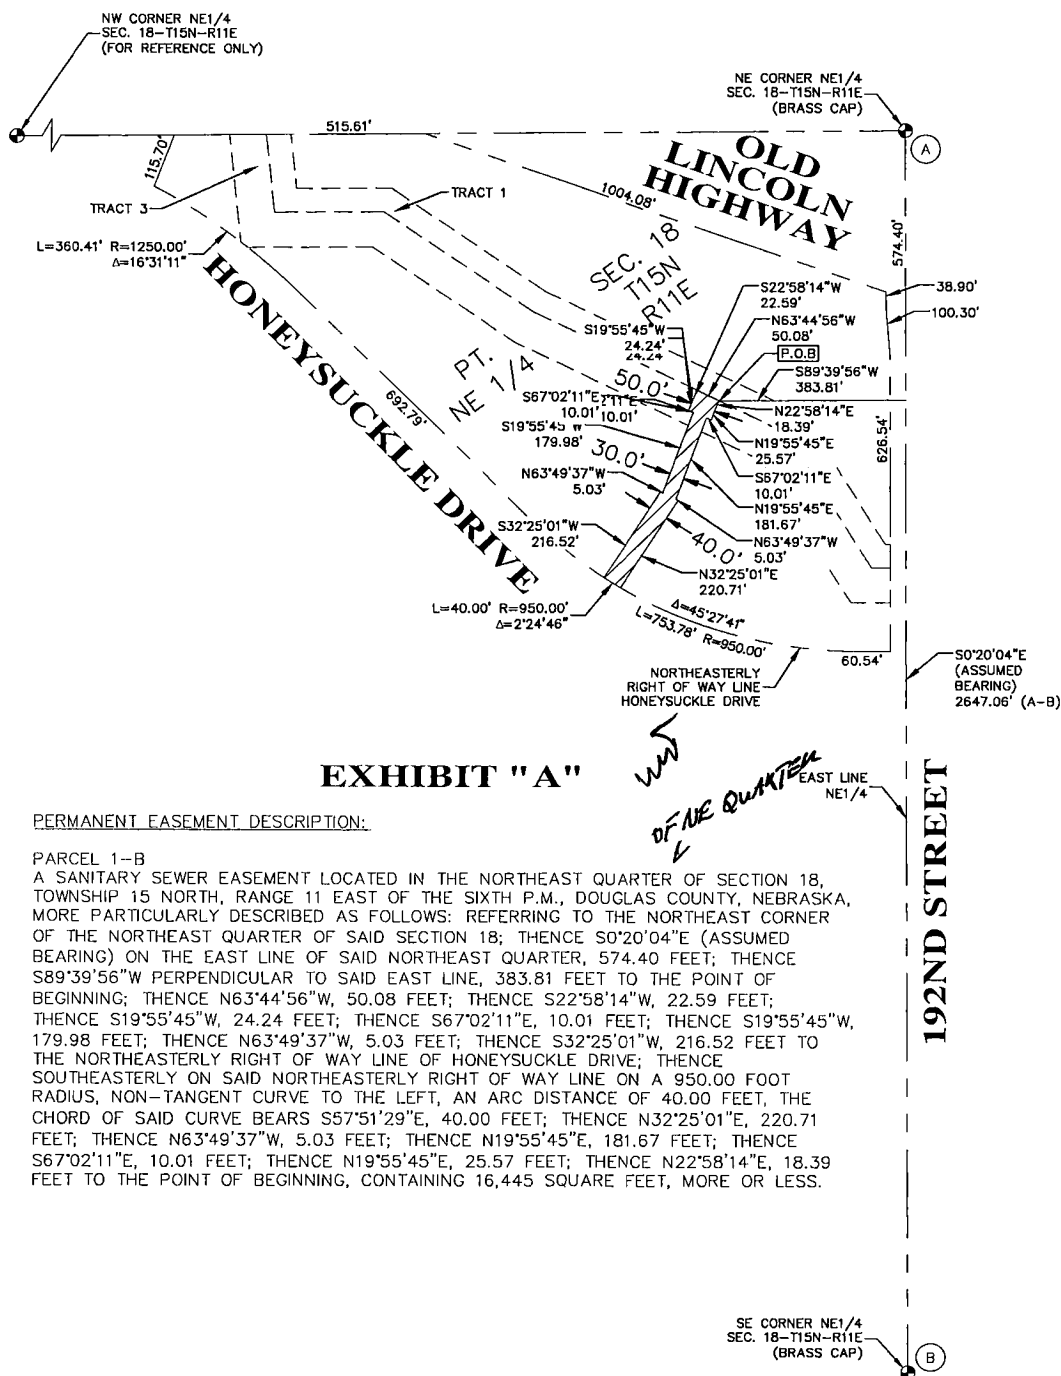 NW CORNER NE1/4
SEC. 18-T15N-R11E
(FOR REFERENCE ONLY)
NE CORNER NE1/4
SEC. 18-T15N-R11E
(BRASS CAP)
A
515.61'
115.70'
TRACT 3
TRACT 1
OLD
LINCOLN
HIGHWAY
1004.08'
574.40'
L=360.41' R=1250.00'
Δ=16°31'11"
HONEYSUCKLE DRIVE
SEC. 18
T15N
R11E
38.90'
100.30'
S22°58'14"W
22.59'
N63°44'56"W
50.08'
P.O.B
S89°39'56"W
383.81'
S19°55'45"W
24.24'
24.24
PT.
NE 1/4
50.0'
692.79'
S67°02'11"E
10.01'
11"E
10.01'
N22°58'14"E
18.39'
S19°55'45"W
179.98'
N19°55'45"E
25.57'
626.54'
30.0'
S67°02'11"E
10.01'
N63°49'37"W
5.03'
N19°55'45"E
181.67'
S32°25'01"W
216.52'
40.0'
N63°49'37"W
5.03'
N32°25'01"E
220.71'
L=40.00' R=950.00'
Δ=2°24'46"
Δ=45°27'41"
L=753.78' R=950.00'
60.54'
NORTHEASTERLY
RIGHT OF WAY LINE
HONEYSUCKLE DRIVE
S0°20'04"E
(ASSUMED
BEARING)
2647.06' (A-B)
EXHIBIT "A"
OF NE QUARTER
EAST LINE
NE1/4
192ND STREET
PERMANENT EASEMENT DESCRIPTION:
PARCEL 1-B
A SANITARY SEWER EASEMENT LOCATED IN THE NORTHEAST QUARTER OF SECTION 18,
TOWNSHIP 15 NORTH, RANGE 11 EAST OF THE SIXTH P.M., DOUGLAS COUNTY, NEBRASKA,
MORE PARTICULARLY DESCRIBED AS FOLLOWS: REFERRING TO THE NORTHEAST CORNER
OF THE NORTHEAST QUARTER OF SAID SECTION 18; THENCE S0°20'04"E (ASSUMED
BEARING) ON THE EAST LINE OF SAID NORTHEAST QUARTER, 574.40 FEET; THENCE
S89°39'56"W PERPENDICULAR TO SAID EAST LINE, 383.81 FEET TO THE POINT OF
BEGINNING; THENCE N63°44'56"W, 50.08 FEET; THENCE S22°58'14"W, 22.59 FEET;
THENCE S19°55'45"W, 24.24 FEET; THENCE S67°02'11"E, 10.01 FEET; THENCE S19°55'45"W,
179.98 FEET; THENCE N63°49'37"W, 5.03 FEET; THENCE S32°25'01"W, 216.52 FEET TO
THE NORTHEASTERLY RIGHT OF WAY LINE OF HONEYSUCKLE DRIVE; THENCE
SOUTHEASTERLY ON SAID NORTHEASTERLY RIGHT OF WAY LINE ON A 950.00 FOOT
RADIUS, NON-TANGENT CURVE TO THE LEFT, AN ARC DISTANCE OF 40.00 FEET, THE
CHORD OF SAID CURVE BEARS S57°51'29"E, 40.00 FEET; THENCE N32°25'01"E, 220.71
FEET; THENCE N63°49'37"W, 5.03 FEET; THENCE N19°55'45"E, 181.67 FEET; THENCE
S67°02'11"E, 10.01 FEET; THENCE N19°55'45"E, 25.57 FEET; THENCE N22°58'14"E, 18.39
FEET TO THE POINT OF BEGINNING, CONTAINING 16,445 SQUARE FEET, MORE OR LESS.
SE CORNER NE1/4
SEC. 18-T15N-R11E
(BRASS CAP)
B